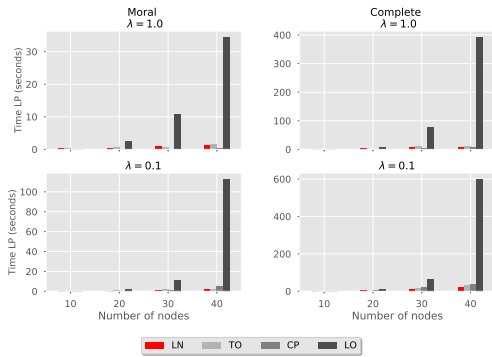 Moral
Complete
λ = 1.0
λ = 1.0
Time LP (seconds)
30
20
10
0
400
300
200
100
0
λ = 0.1
λ = 0.1
Time LP (seconds)
100
80
60
40
20
0
600
400
200
0
10 20 30 40
10 20 30 40
Number of nodes
Number of nodes
LN TO CP LO